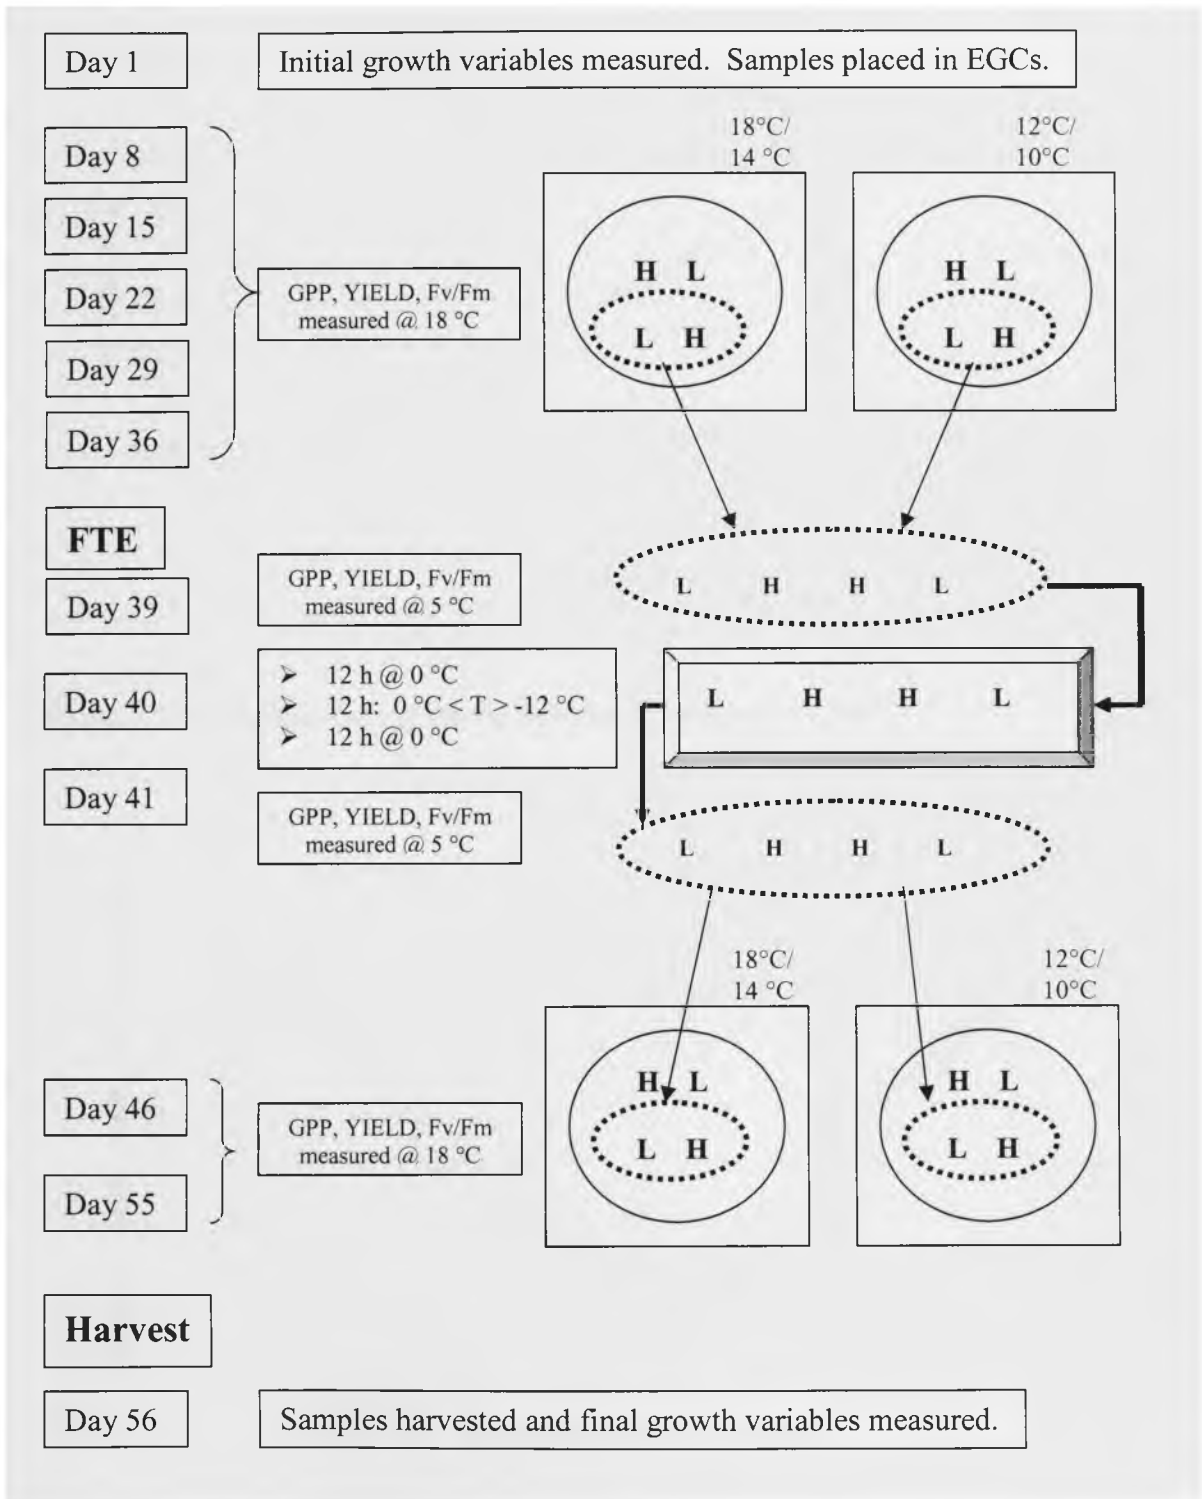 Day 1
Initial growth variables measured. Samples placed in EGCs.
18°C/
14 °C
12°C/
10°C
Day 8
Day 15
Day 22
Day 29
Day 36
GPP, YIELD, Fv/Fm
measured @ 18 °C
H L
L H
H L
L H
FTE
Day 39
GPP, YIELD, Fv/Fm
measured @ 5 °C
L H H L
Day 40
➢ 12 h @ 0 °C
➢ 12 h: 0 °C < T > -12 °C
➢ 12 h @ 0 °C
L H H L
Day 41
GPP, YIELD, Fv/Fm
measured @ 5 °C
L H H L
18°C/
14 °C
12°C/
10°C
Day 46
Day 55
GPP, YIELD, Fv/Fm
measured @ 18 °C
H L
L H
H L
L H
Harvest
Day 56
Samples harvested and final growth variables measured.